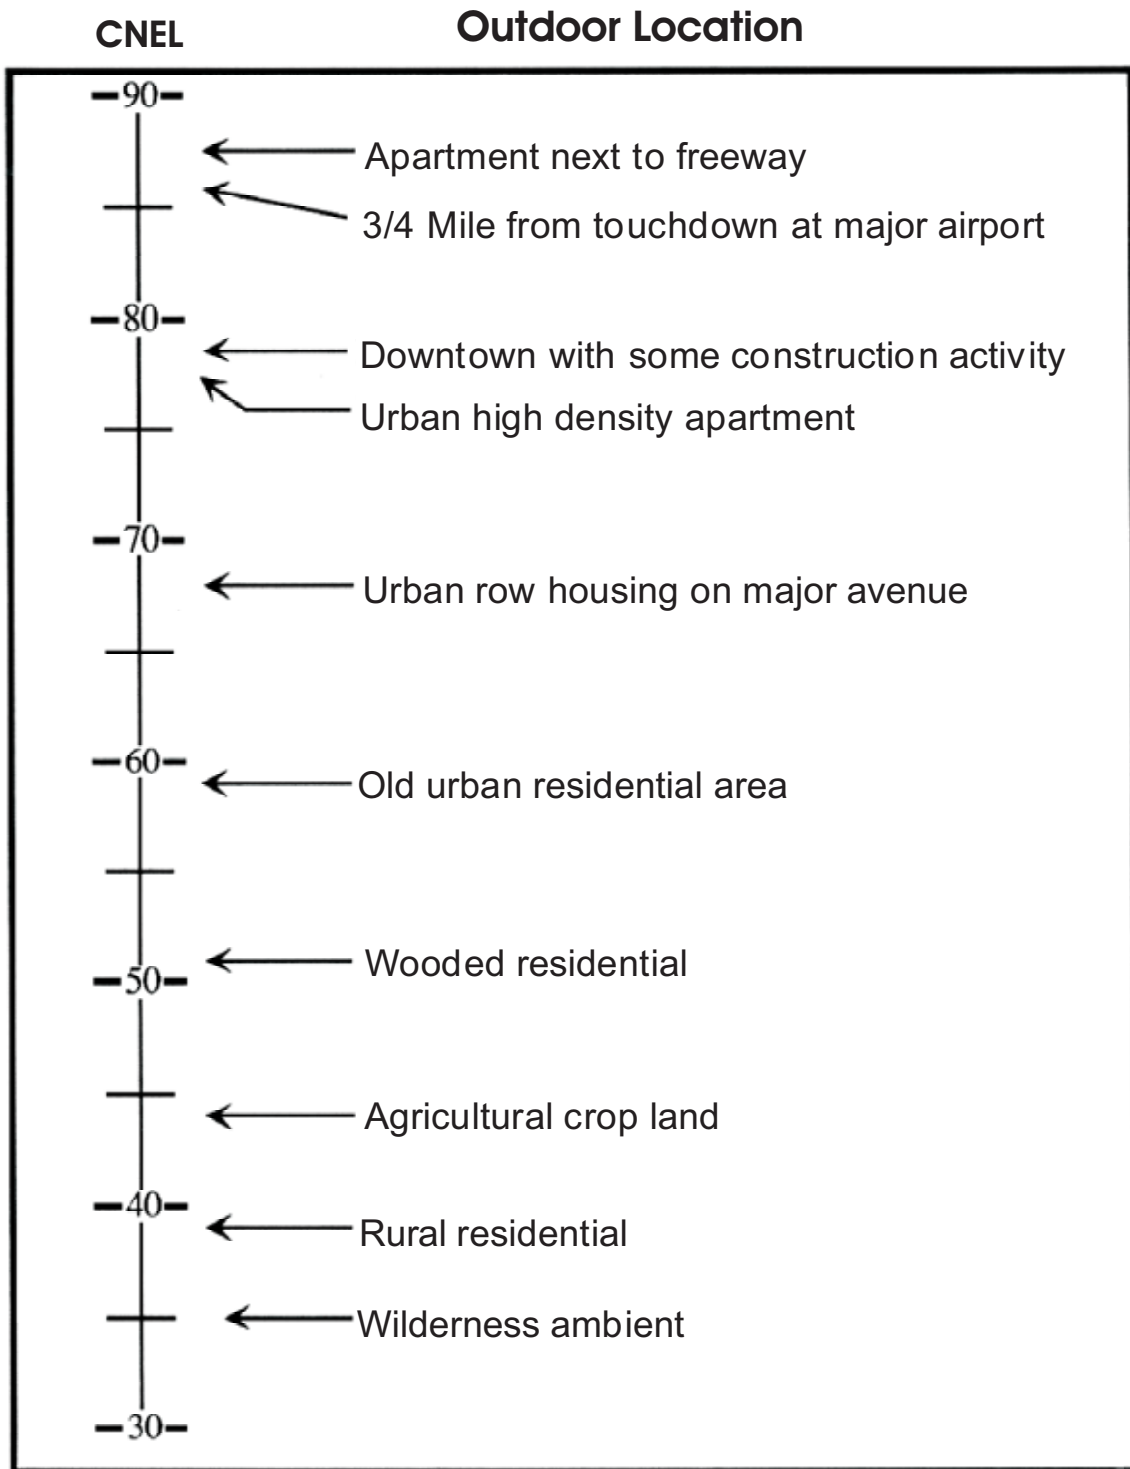 CNEL Outdoor Location
90
Apartment next to freeway
3/4 Mile from touchdown at major airport
80
Downtown with some construction activity
Urban high density apartment
70
Urban row housing on major avenue
60
Old urban residential area
Wooded residential
50
Agricultural crop land
40
Rural residential
Wilderness ambient
30